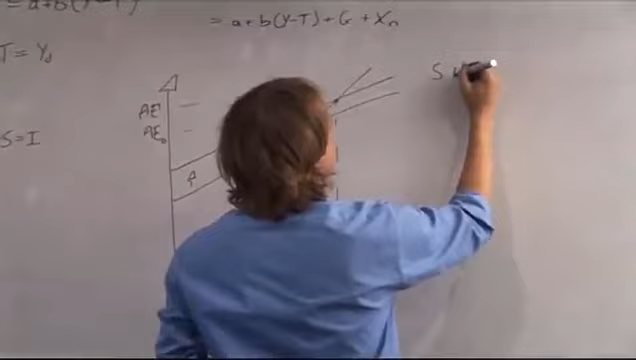 = a+b(Y-T)
= a+b(Y-T)+G+Xn
T = Yd
AE'
AE₀
S=I
S